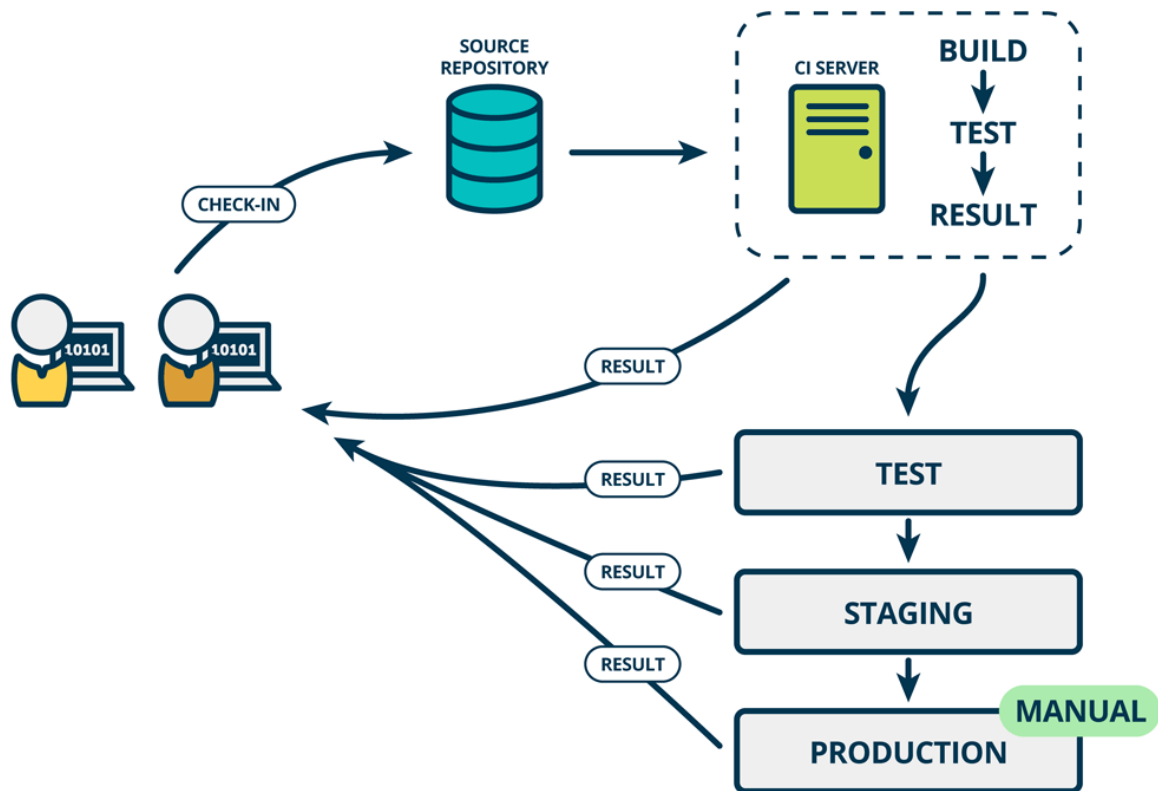 SOURCE
REPOSITORY
CI SERVER
BUILD
TEST
RESULT
CHECK-IN
10101
10101
RESULT
TEST
RESULT
STAGING
RESULT
PRODUCTION
RESULT
MANUAL